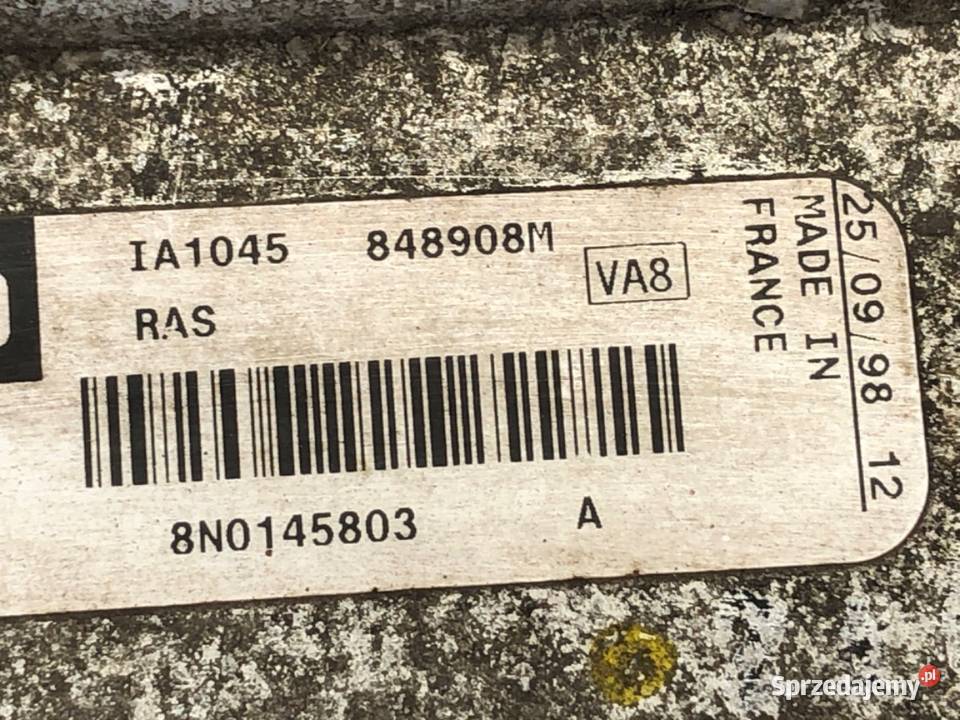 IA1045 848908M
VA8
RAS
8N0145803 A
MADE IN
FRANCE
25/09/98 12
Sprzedajemy.pl